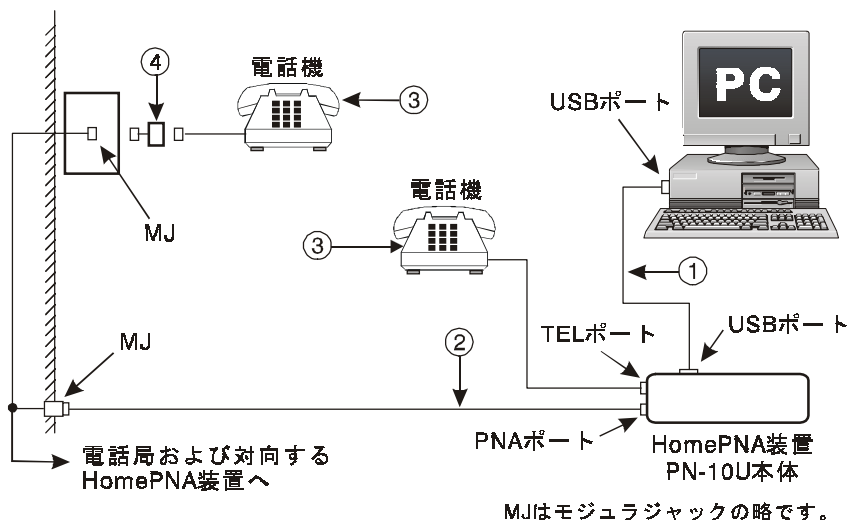 ④
電話機
③
PC
USBポート
MJ
電話機
③
①
MJ
②
TELポート
USBポート
PNAポート
HomePNA装置
PN-10U本体
電話局および対向する
HomePNA装置へ
MJはモジュラジャックの略です。